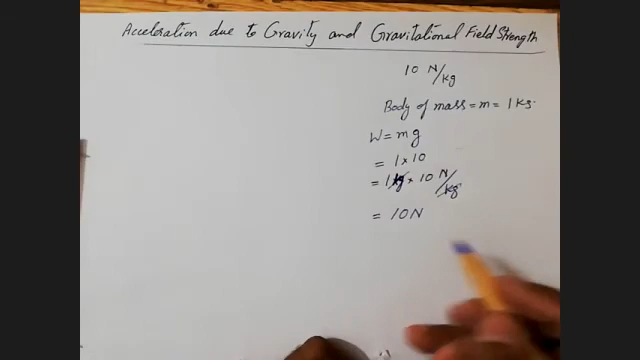 Acceleration due to Gravity and Gravitational Field Strength
10 N/kg
Body of mass = m = 1 kg.
W = mg
= 1 × 10
= 1 kg × 10 N/kg
= 10N